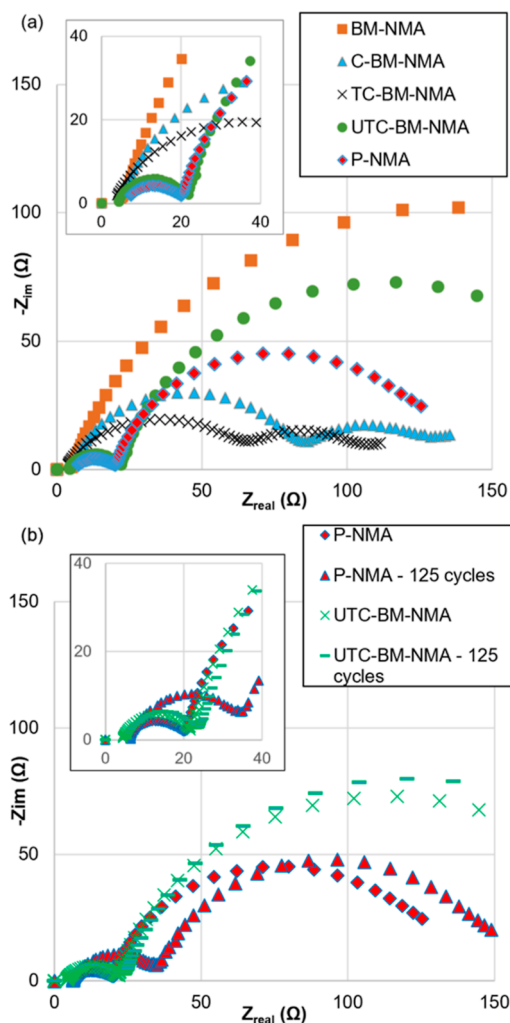 (a)
40
20
0
0
20
40
BM-NMA
C-BM-NMA
TC-BM-NMA
UTC-BM-NMA
P-NMA
150
100
50
0
-Zim (Ω)
0
50
100
150
Zreal (Ω)
(b)
40
20
0
0
20
40
P-NMA
P-NMA - 125 cycles
UTC-BM-NMA
UTC-BM-NMA - 125
cycles
150
100
50
0
-Zim (Ω)
0
50
100
150
Zreal (Ω)